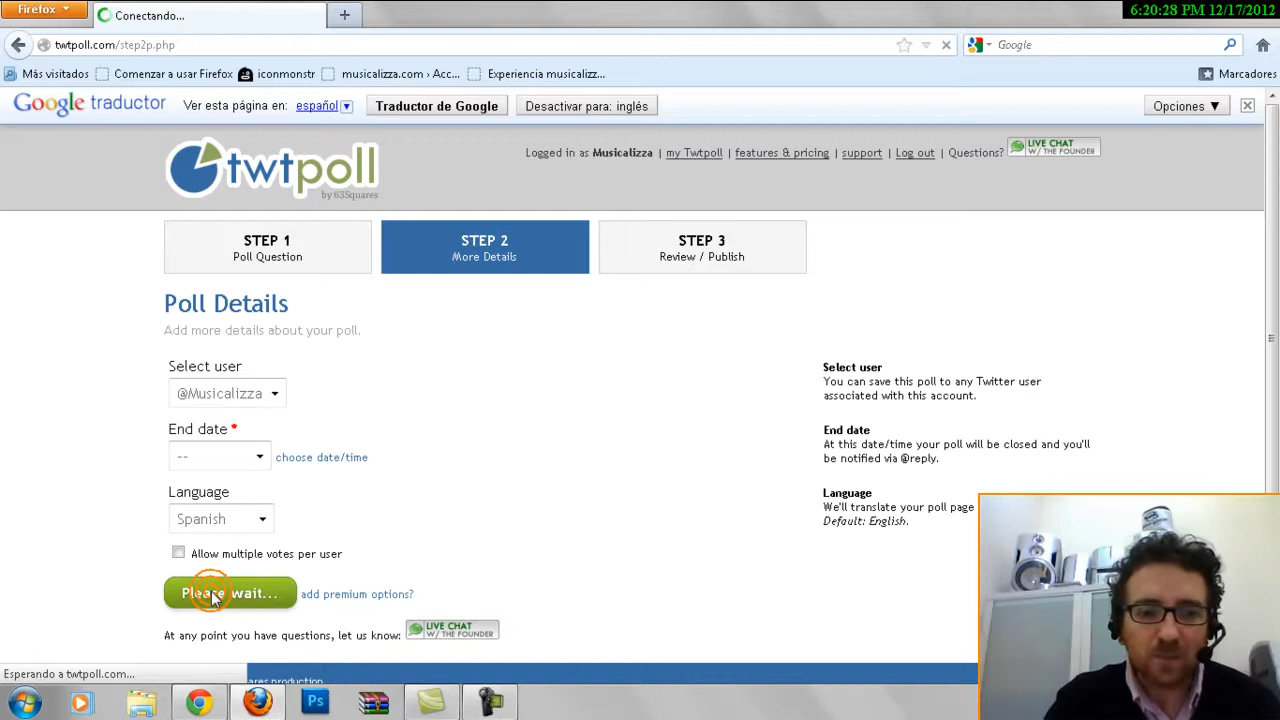 Firefox
Conectando...
6:20:28 PM 12/17/2012
twtpoll.com/step2p.php
Google
Más visitados
Comenzar a usar Firefox
iconmonstr
musicalizza.com › Acc...
Experiencia musicalizz...
Marcadores
Google traductor
Ver esta página en:
español
Traductor de Google
Desactivar para: inglés
Opciones ▼
twtpoll
by 63Squares
Logged in as Musicalizza | my Twtpoll | features & pricing | support | Log out | Questions?
LIVE CHAT
W/ THE FOUNDER
STEP 1
Poll Question
STEP 2
More Details
STEP 3
Review / Publish
Poll Details
Add more details about your poll.
Select user
@Musicalizza
End date *
--
choose date/time
Language
Spanish
Allow multiple votes per user
Please wait...
add premium options?
At any point you have questions, let us know:
LIVE CHAT
W/ THE FOUNDER
Select user
You can save this poll to any Twitter user
associated with this account.
End date
At this date/time your poll will be closed and you'll
be notified via @reply.
Language
We'll translate your poll page
Default: English.
Esperando a twtpoll.com...
ares production.
Ps